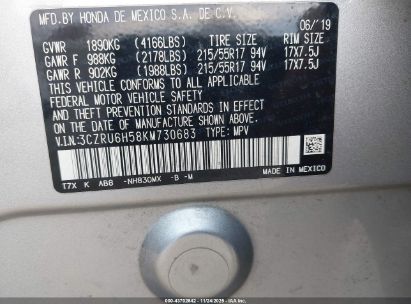 MFD.BY HONDA DE MEXICO S.A. DE C.V. 06/'19
GVWR 1890KG (4166LBS) TIRE SIZE RIM SIZE
GAWR F 988KG (2178LBS) 215/55R17 94V 17X7.5J
GAWR R 902KG (1988LBS) 215/55R17 94V 17X7.5J
THIS VEHICLE CONFORMS TO ALL APPLICABLE
FEDERAL MOTOR VEHICLE SAFETY AND THEFT
PREVENTION STANDARDS IN EFFECT ON THE DATE
OF MANUFACTURE SHOWN ABOVE.
V.I.N.:3CZRU6H58KM730683 TYPE: MPV
T7X K AB8 -NH830MX -B -M
MADE IN MEXICO